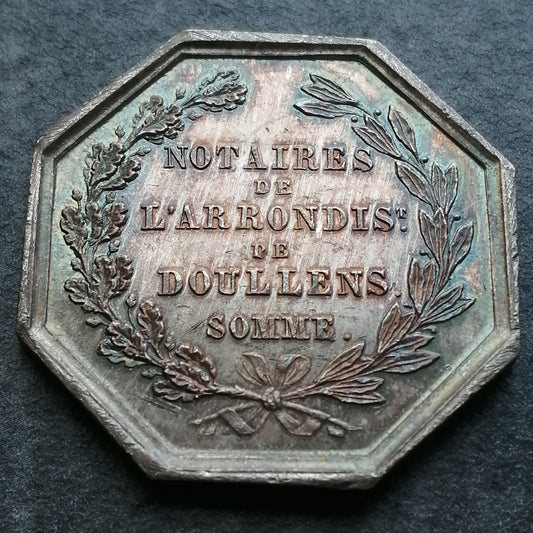 NOTAIRES
DE
L'ARRONDIST.
DE
DOULLENS
SOMME.